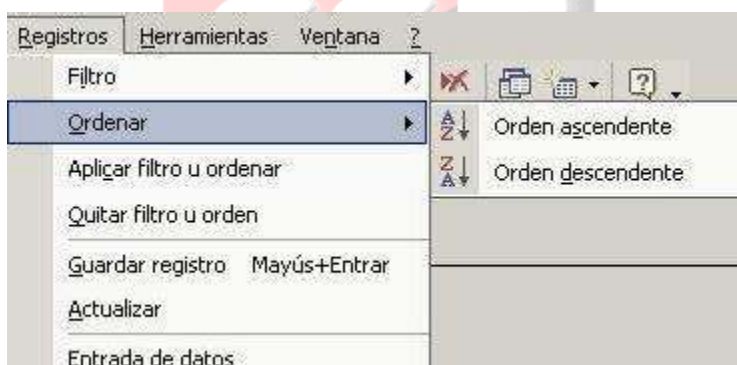 Registros Herramientas Ventana ?
Filtro
Ordenar
A Z Orden ascendente
Aplicar filtro u ordenar
Z A Orden descendente
Quitar filtro u orden
Guardar registro Mayús+Entrar
Actualizar
Entrada de datos